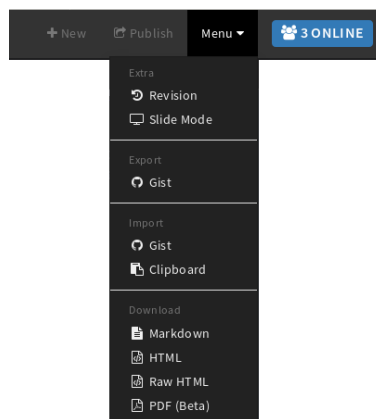 New Publish Menu 3 ONLINE
Extra
Revision
Slide Mode
Export
Gist
Import
Gist
Clipboard
Download
Markdown
HTML
Raw HTML
PDF (Beta)